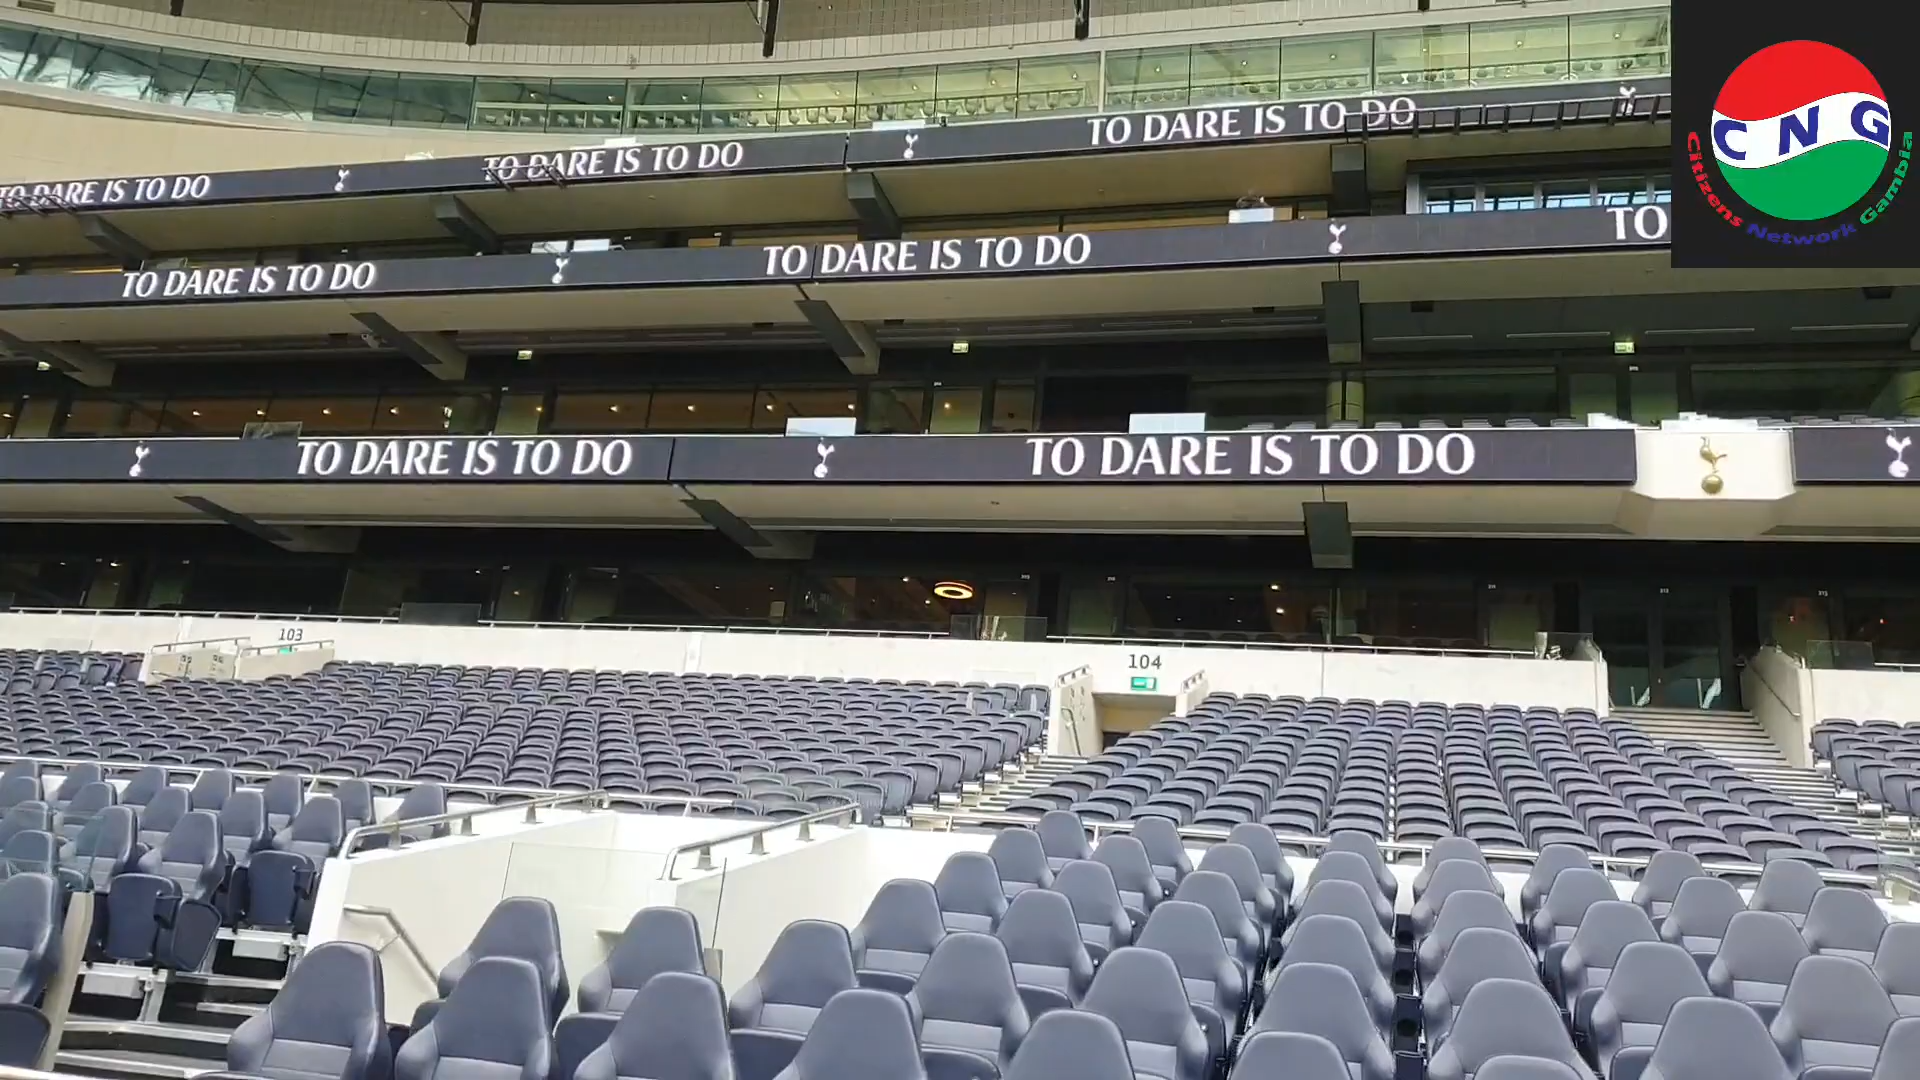 CNG
Citizens Network Gambia
TO DARE IS TO DO
TO DARE IS TO DO
TO DARE IS TO DO
TO DARE IS TO DO
TO DARE IS TO DO
TO
TO DARE IS TO DO
TO DARE IS TO DO
103
104